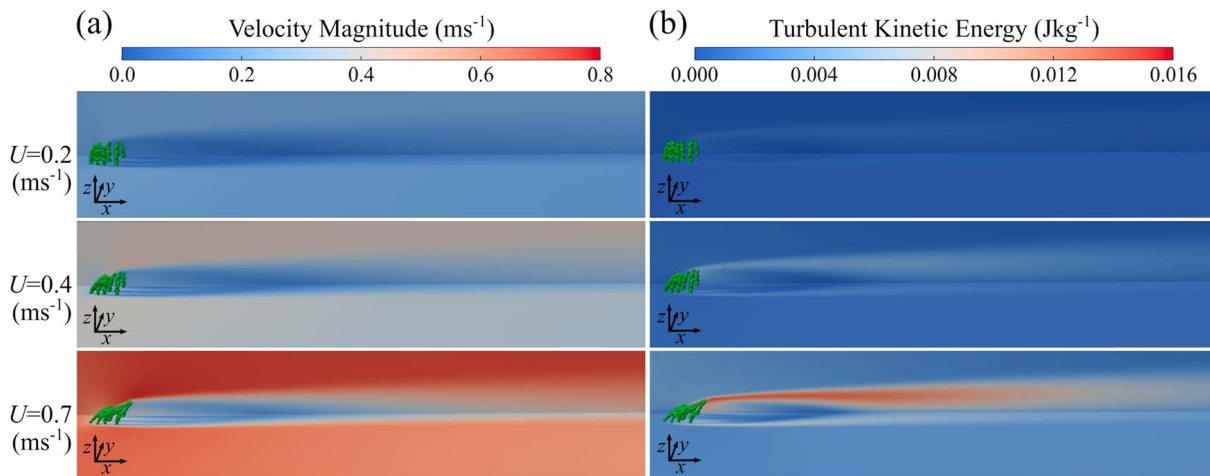 (a) Velocity Magnitude (ms⁻¹)
0.0 0.2 0.4 0.6 0.8
(b) Turbulent Kinetic Energy (Jkg⁻¹)
0.000 0.004 0.008 0.012 0.016
U=0.2
(ms⁻¹)
z y
x
z y
x
U=0.4
(ms⁻¹)
z y
x
z y
x
U=0.7
(ms⁻¹)
z y
x
z y
x